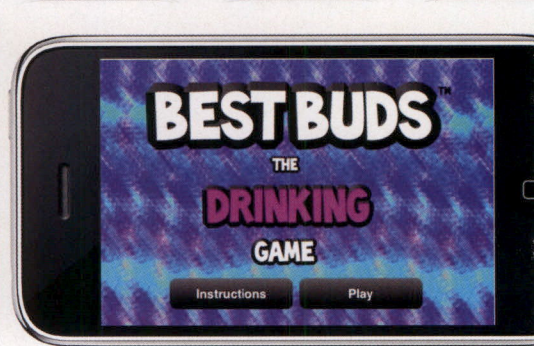 BEST BUDS™
THE
DRINKING
GAME
Instructions Play